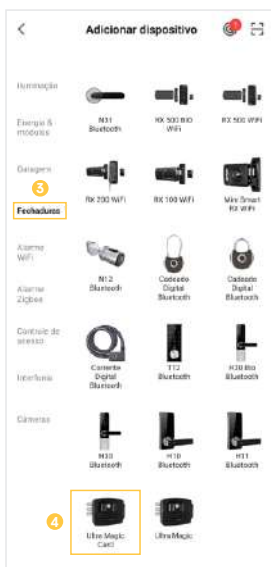 Adicionar dispositivo
Iluminação
Energia &
módulos
Garagem
3
Fechaduras
Alarme
WiFi
Alarme
Zigbee
Controle de
acesso
Interfonia
Câmeras
N31
Bluetooth
RX 500 BIO
WiFi
RX 500 WiFi
RX 200 WiFi
RX 100 WiFi
Mini Smart
RX WiFi
N12
Bluetooth
Cadeado
Digital
Bluetooth
Cadeado
Digital
Bluetooth
Corrente
Digital
Bluetooth
T12
Bluetooth
H30 Bio
Bluetooth
H30
Bluetooth
H10
Bluetooth
H11
Bluetooth
4
Ultra Magic
Card
Ultra Magic